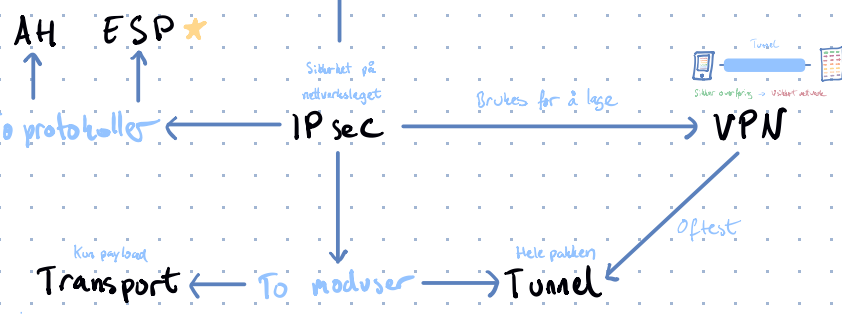 AH
ESP
Tunnel
Sikkerhet på
nettverkslaget
Brukes for å lage
Sikker overføring → Usikkert nettverk
o protokoller
IPsec
VPN
Oftest
Kun payload
Hele pakken
Transport
To moduser
Tunnel